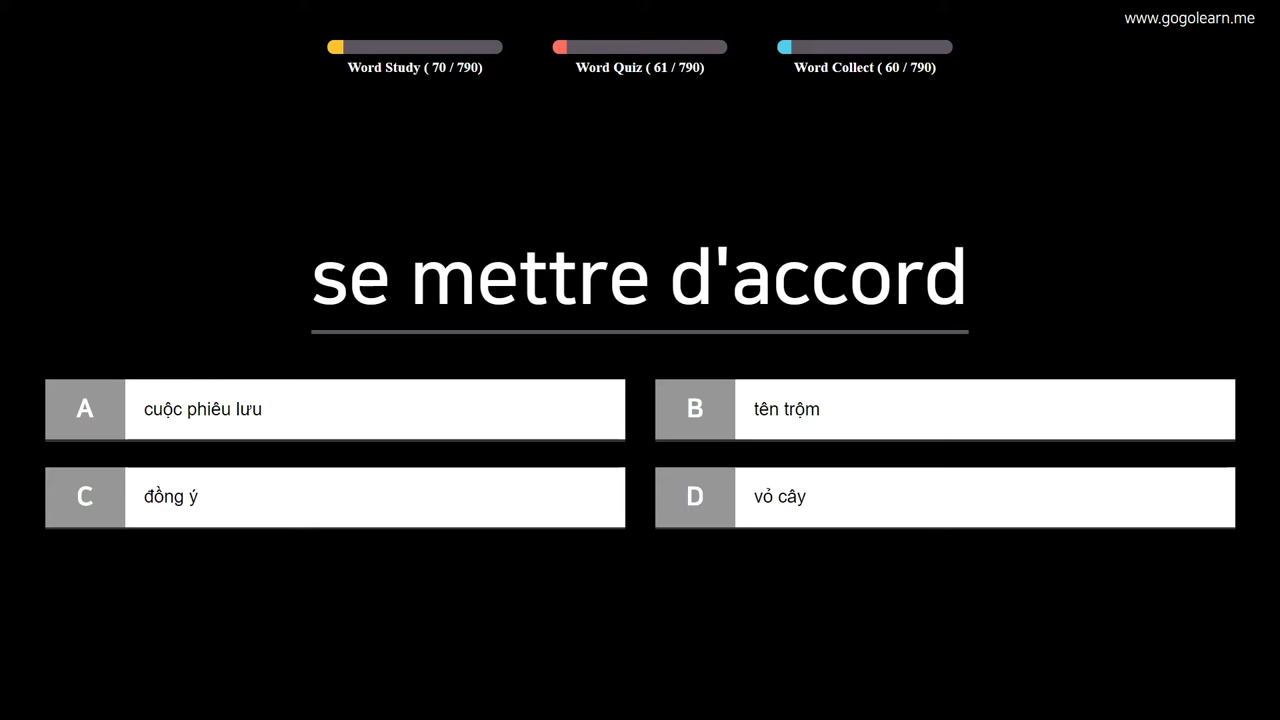 www.gogolearn.me
Word Study ( 70 / 790)
Word Quiz ( 61 / 790)
Word Collect ( 60 / 790)
se mettre d'accord
A cuộc phiêu lưu
B tên trộm
C đồng ý
D vỏ cây